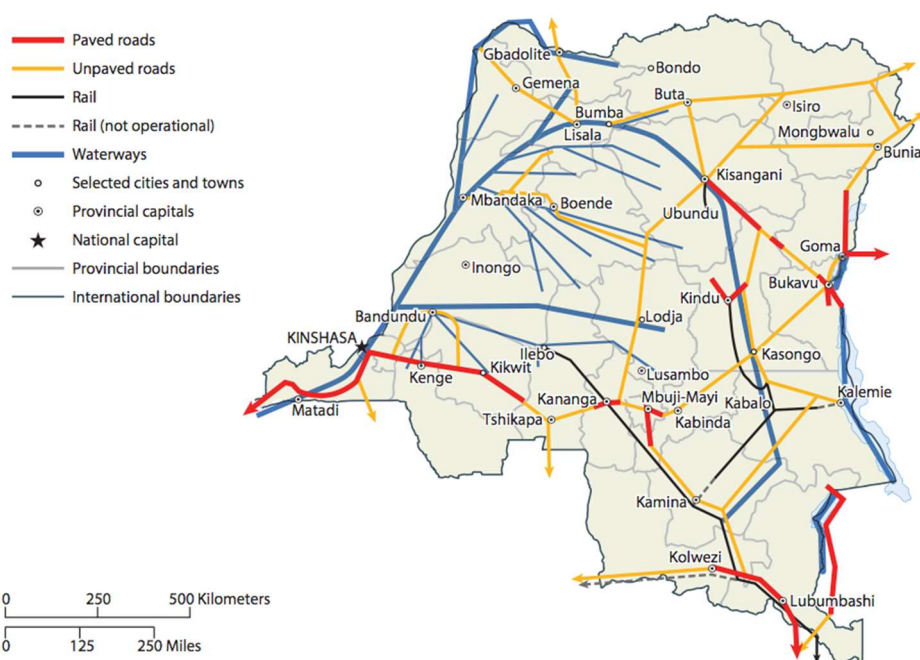 Paved roads
Unpaved roads
Rail
Rail (not operational)
Waterways
Selected cities and towns
Provincial capitals
National capital
Provincial boundaries
International boundaries
Gbadolite
Bondo
Gemena
Buta
Isiro
Bumba
Lisala
Mongbwalu
Bunia
Kisangani
Mbandaka
Boende
Ubundu
Goma
Inongo
Bukavu
Kindu
Bandundu
Lodja
KINSHASA
Ilebo
Kasongo
Kenge
Kikwit
Lusambo
Matadi
Kananga
Mbuji-Mayi
Kabalo
Kalemie
Tshikapa
Kabinda
Kamina
Kolwezi
Lubumbashi
0 250 500 Kilometers
0 125 250 Miles